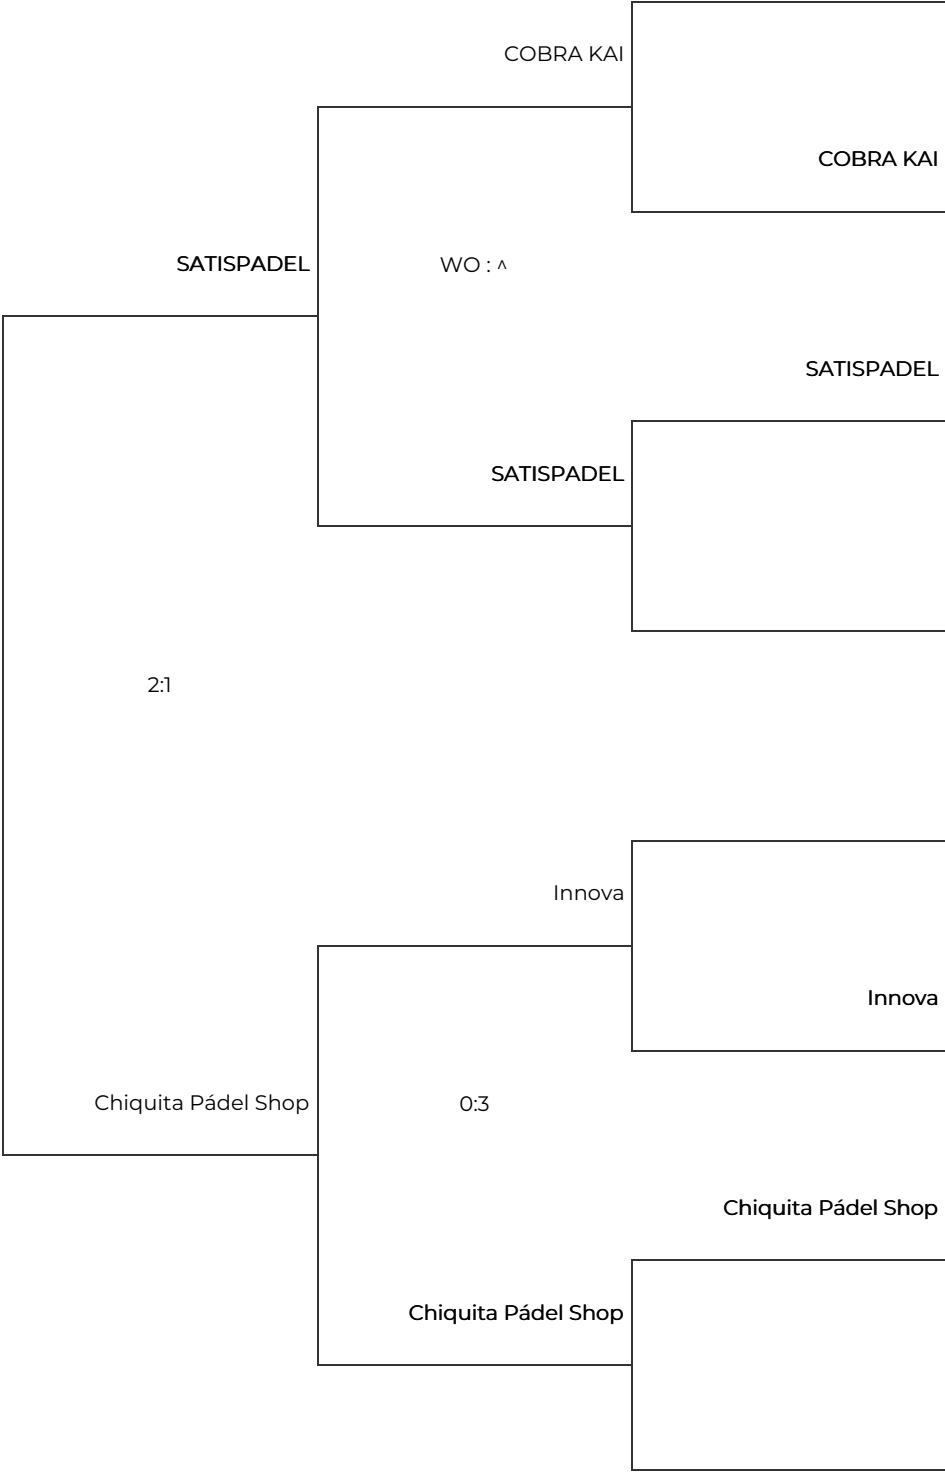 COBRA KAI
COBRA KAI
SATISPADEL
WO : ^
SATISPADEL
SATISPADEL
2:1
Innova
Innova
Chiquita Pádel Shop
0:3
Chiquita Pádel Shop
Chiquita Pádel Shop